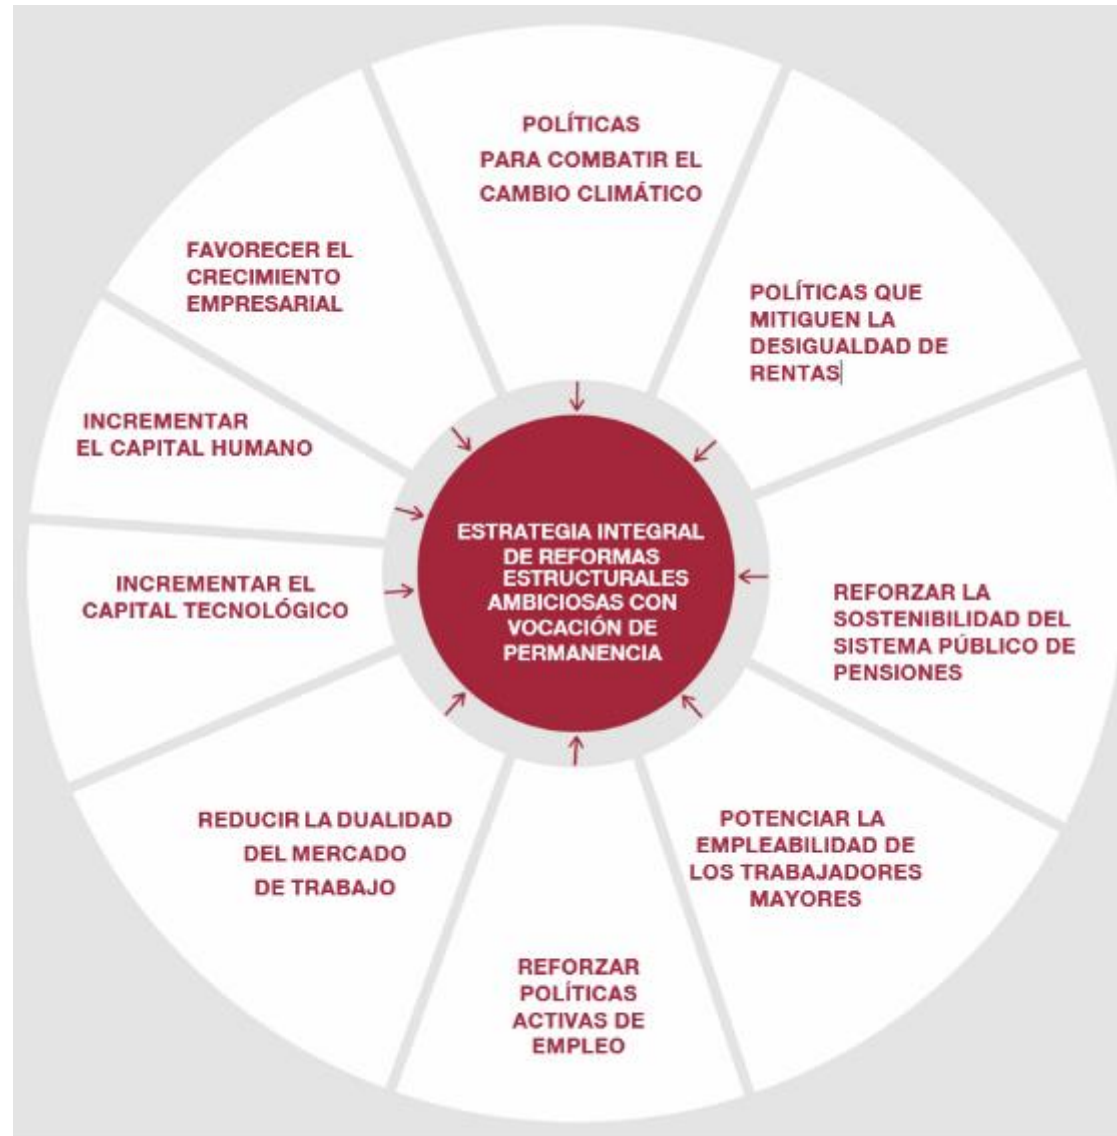 POLÍTICAS
PARA COMBATIR EL
CAMBIO CLIMÁTICO
POLÍTICAS QUE
MITIGUEN LA
DESIGUALDAD DE
RENTAS
REFORZAR LA
SOSTENIBILIDAD DEL
SISTEMA PÚBLICO DE
PENSIONES
POTENCIAR LA
EMPLEABILIDAD DE
LOS TRABAJADORES
MAYORES
REFORZAR
POLÍTICAS
ACTIVAS DE
EMPLEO
REDUCIR LA DUALIDAD
DEL MERCADO
DE TRABAJO
INCREMENTAR EL
CAPITAL TECNOLÓGICO
INCREMENTAR
EL CAPITAL HUMANO
FAVORECER EL
CRECIMIENTO
EMPRESARIAL
ESTRATEGIA INTEGRAL
DE REFORMAS
ESTRUCTURALES
AMBICIOSAS CON
VOCACIÓN DE
PERMANENCIA